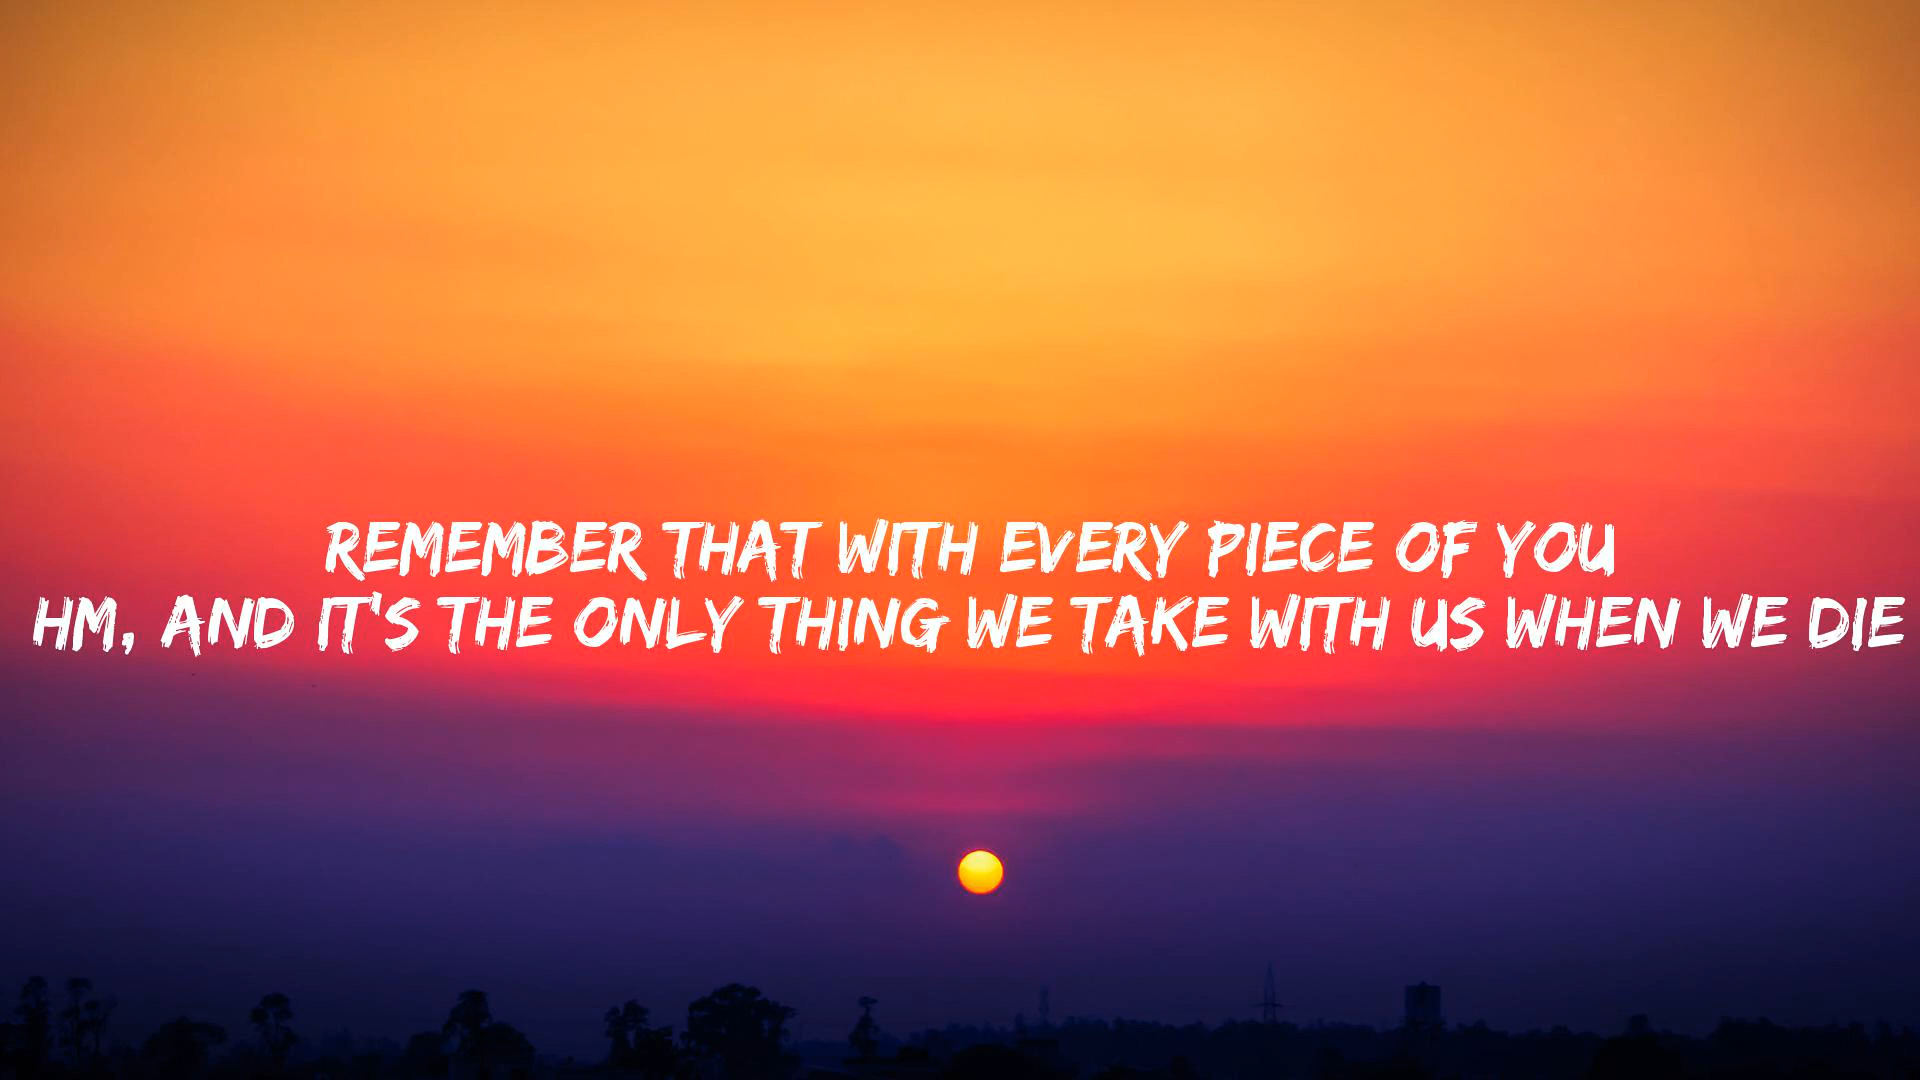 REMEMBER THAT WITH EVERY PIECE OF YOU
HM, AND IT'S THE ONLY THING WE TAKE WITH US WHEN WE DIE